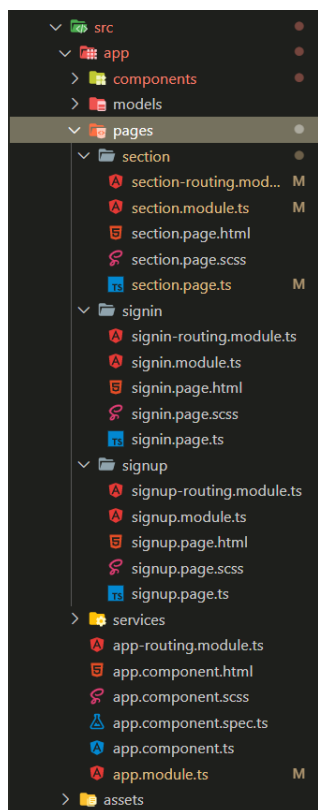 src
app
components
models
pages
section
section-routing.mod... M
section.module.ts M
section.page.html
section.page.scss
TS section.page.ts M
signin
signin-routing.module.ts
signin.module.ts
signin.page.html
signin.page.scss
TS signin.page.ts
signup
signup-routing.module.ts
signup.module.ts
signup.page.html
signup.page.scss
TS signup.page.ts
services
app-routing.module.ts
app.component.html
app.component.scss
app.component.spec.ts
app.component.ts
app.module.ts M
assets